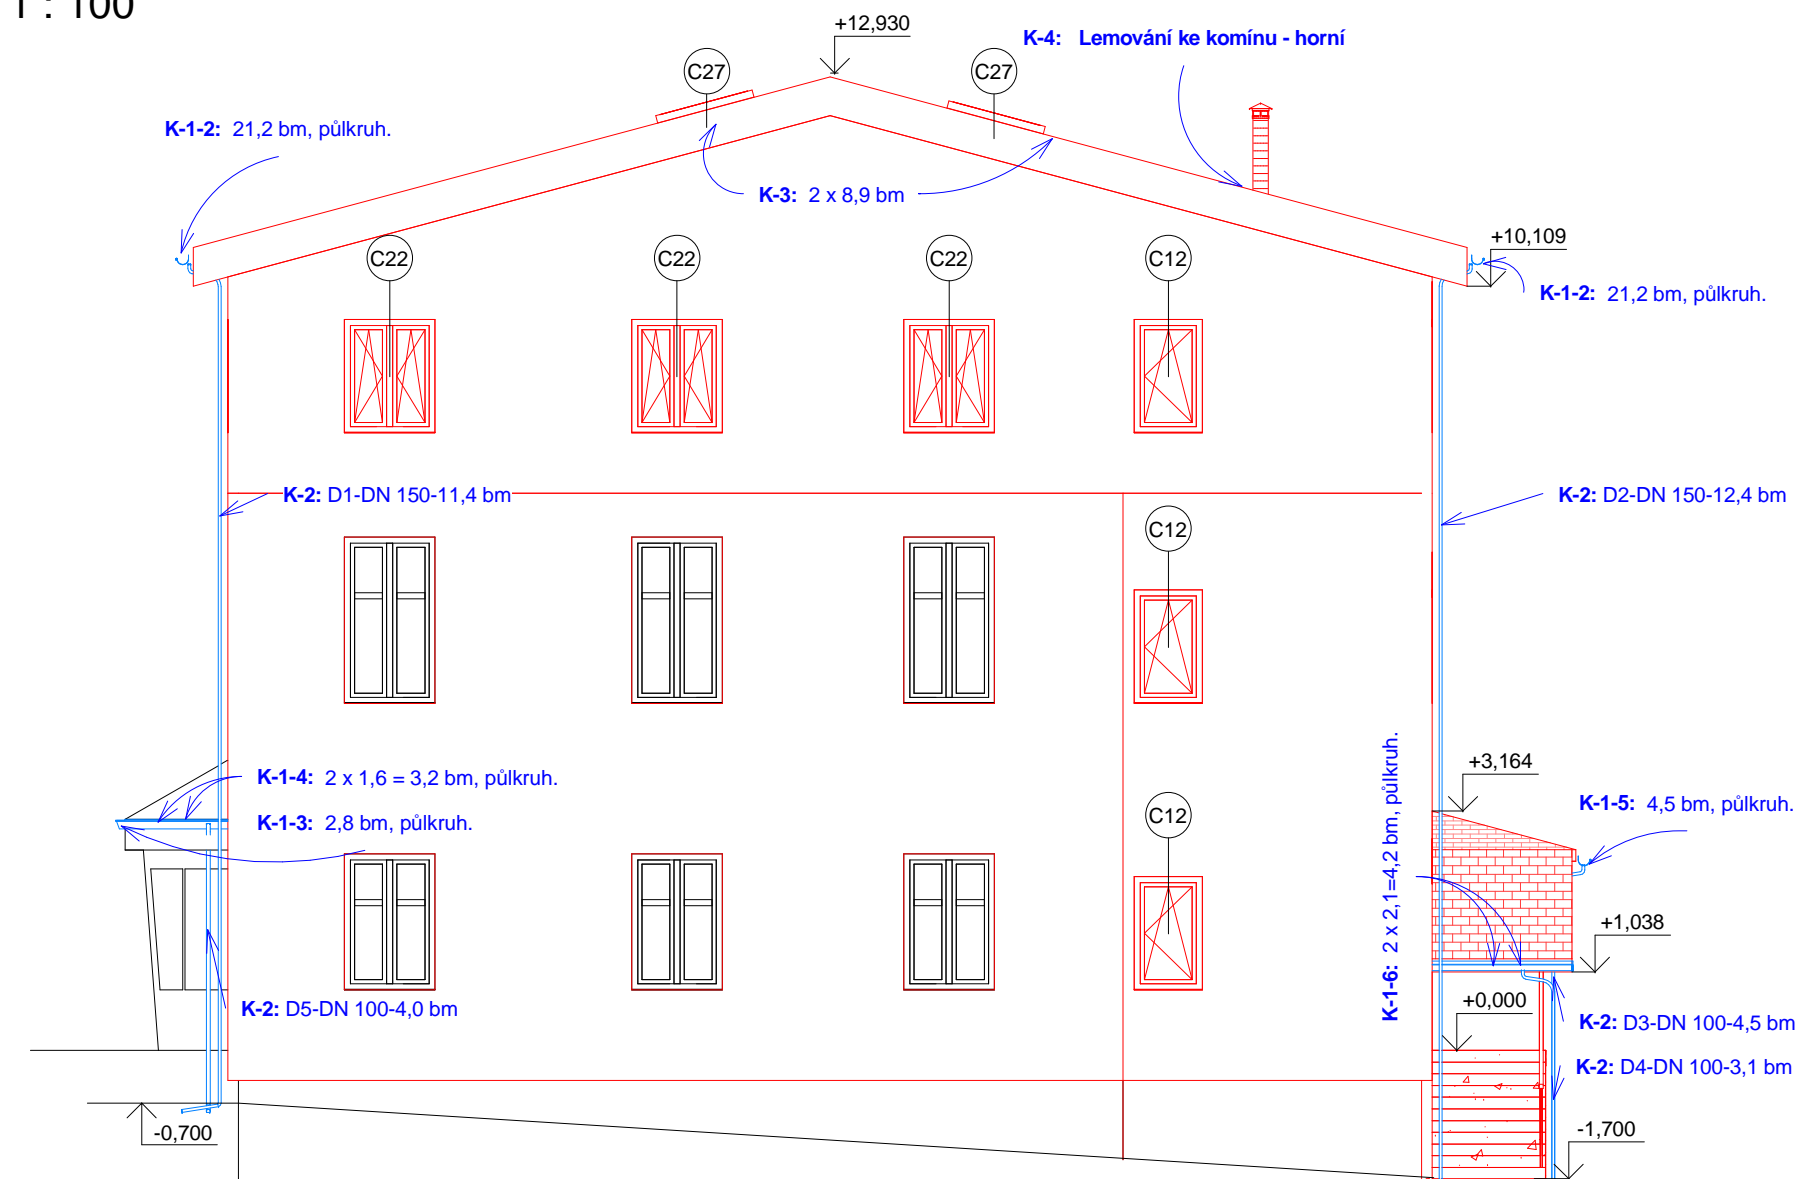 1 : 100
+12,930
K-4: Lemování ke komínu - horní
C27
C27
K-1-2: 21,2 bm, půlkruh.
K-3: 2 x 8,9 bm
+10,109
C22
C22
C22
C12
K-1-2: 21,2 bm, půlkruh.
K-2: D1-DN 150-11,4 bm
K-2: D2-DN 150-12,4 bm
C12
+3,164
K-1-4: 2 x 1,6 = 3,2 bm, půlkruh.
K-1-5: 4,5 bm, půlkruh.
K-1-3: 2,8 bm, půlkruh.
C12
K-1-6: 2 x 2,1=4,2 bm, půlkruh.
+1,038
K-2: D5-DN 100-4,0 bm
+0,000
K-2: D3-DN 100-4,5 bm
K-2: D4-DN 100-3,1 bm
-0,700
-1,700